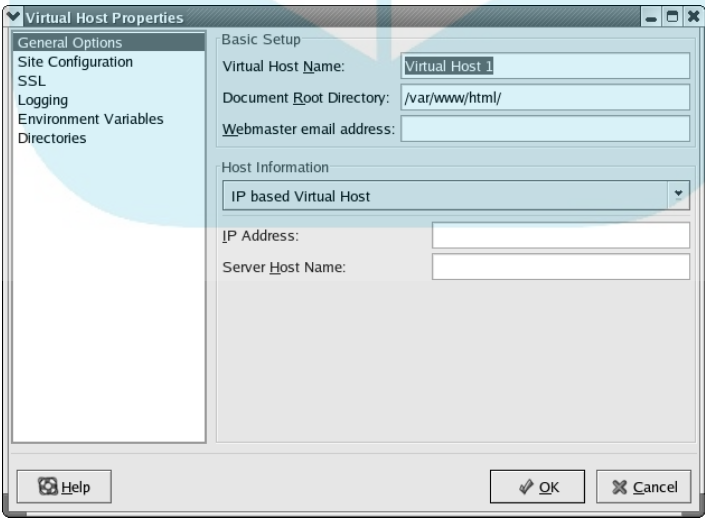 Virtual Host Properties
General Options
Site Configuration
SSL
Logging
Environment Variables
Directories
Basic Setup
Virtual Host Name: Virtual Host 1
Document Root Directory: /var/www/html/
Webmaster email address:
Host Information
IP based Virtual Host
IP Address:
Server Host Name:
Help
OK
Cancel